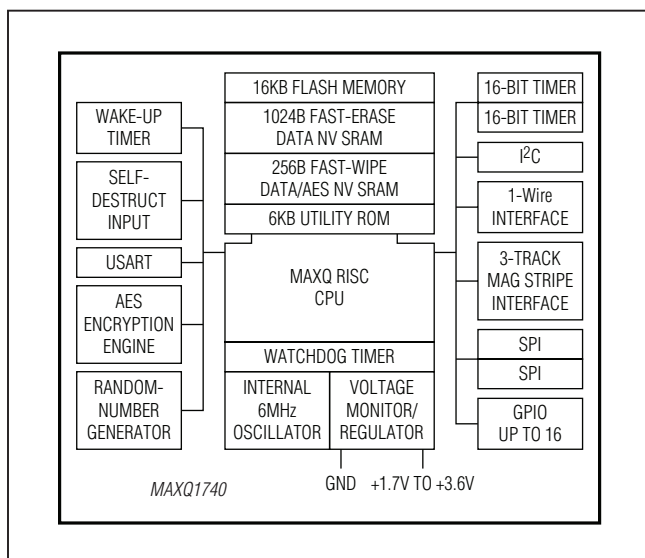 16KB FLASH MEMORY
1024B FAST-ERASE
DATA NV SRAM
256B FAST-WIPE
DATA/AES NV SRAM
6KB UTILITY ROM
MAXQ RISC
CPU
WATCHDOG TIMER
INTERNAL
6MHz
OSCILLATOR
VOLTAGE
MONITOR/
REGULATOR
WAKE-UP
TIMER
SELF-
DESTRUCT
INPUT
USART
AES
ENCRYPTION
ENGINE
RANDOM-
NUMBER
GENERATOR
16-BIT TIMER
16-BIT TIMER
I2C
1-Wire
INTERFACE
3-TRACK
MAG STRIPE
INTERFACE
SPI
SPI
GPIO
UP TO 16
MAXQ1740
GND +1.7V TO +3.6V